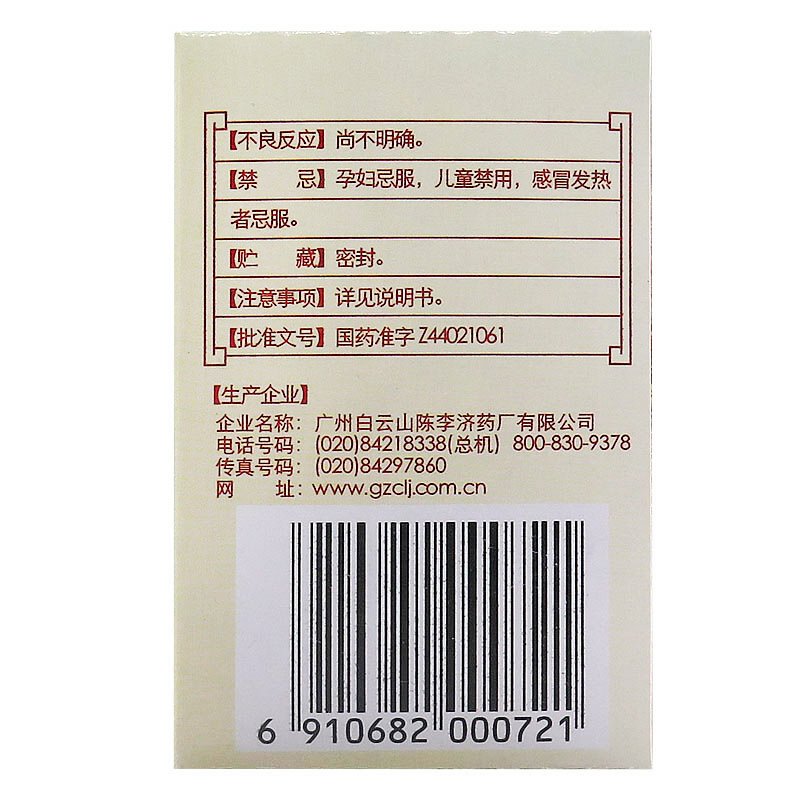 【不良反应】尚不明确。
【禁　　忌】孕妇忌服，儿童禁用，感冒发热
者忌服。
【贮　　藏】密封。
【注意事项】详见说明书。
【批准文号】国药准字 Z44021061
【生产企业】
企业名称：广州白云山陈李济药厂有限公司
电话号码：(020)84218338(总机) 800-830-9378
传真号码：(020)84297860
网　　址：www.gzclj.com.cn
6 910682 000721